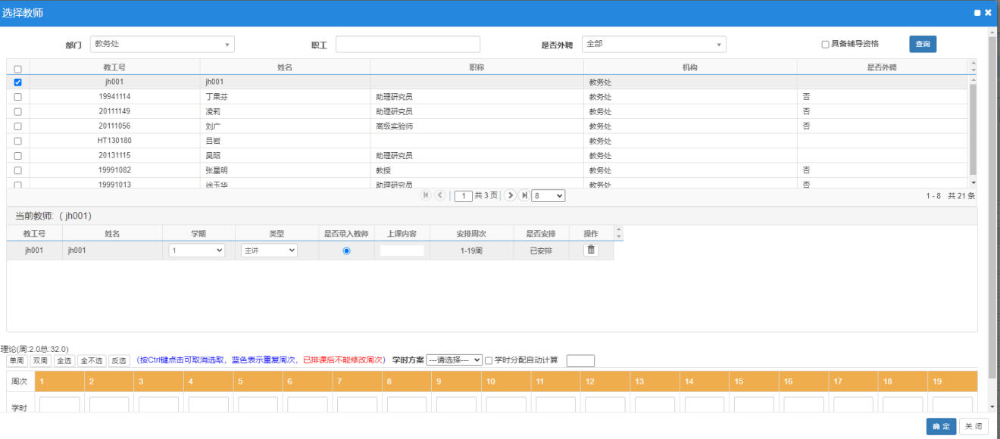 选择教师
部门 教务处 职工 是否外聘 全部 具备辅导资格 查询
教工号 姓名 职称 机构 是否外聘
jh001 jh001 教务处
19941114 丁果芬 助理研究员 教务处 否
20111149 凌莉 助理研究员 教务处 否
20111056 刘广 高级实验师 教务处 否
HT130180 吕岩 教务处
20131115 吴昭 助理研究员 教务处
19991082 张星明 教授 教务处 否
19991013 徐玉华 助理研究员 教务处 否
1 共 3 页 8 1 - 8 共 21 条
当前教师: ( jh001)
教工号 姓名 学期 类型 是否录入教师 上课内容 安排周次 是否安排 操作
jh001 jh001 1 主讲 1-19周 已安排
理论(周:2.0总:32.0)
单周 双周 全选 全不选 反选 (按Ctrl键点击可取消选取, 蓝色表示重复周次, 已排课后不能修改周次) 学时方案 ---请选择--- 学时分配自动计算
周次 1 2 3 4 5 6 7 8 9 10 11 12 13 14 15 16 17 18 19
学时
确 定 关 闭